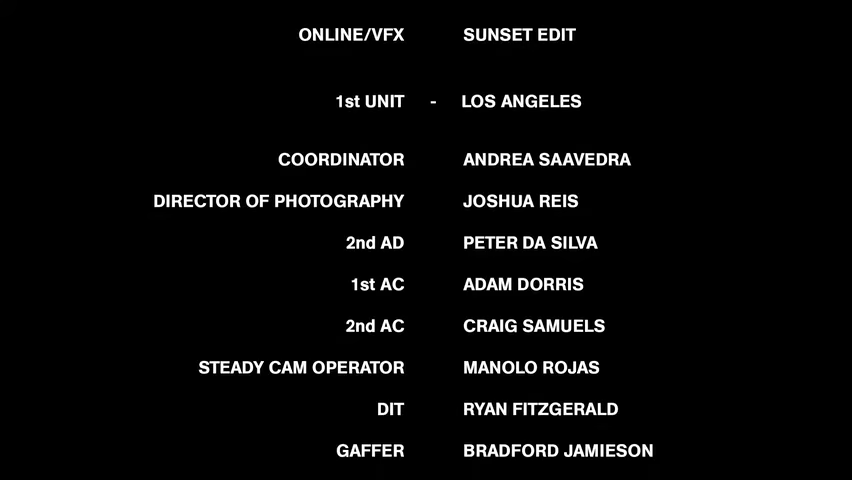 ONLINE/VFX SUNSET EDIT
1st UNIT - LOS ANGELES
COORDINATOR ANDREA SAAVEDRA
DIRECTOR OF PHOTOGRAPHY JOSHUA REIS
2nd AD PETER DA SILVA
1st AC ADAM DORRIS
2nd AC CRAIG SAMUELS
STEADY CAM OPERATOR MANOLO ROJAS
DIT RYAN FITZGERALD
GAFFER BRADFORD JAMIESON